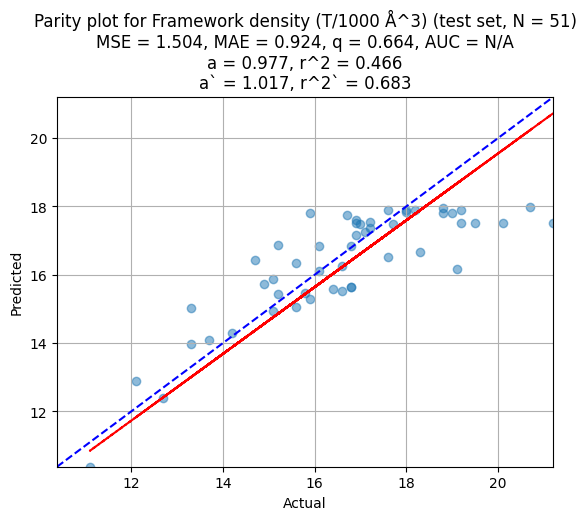 Parity plot for Framework density (T/1000 Å^3) (test set, N = 51)
MSE = 1.504, MAE = 0.924, q = 0.664, AUC = N/A
a = 0.977, r^2 = 0.466
a` = 1.017, r^2` = 0.683
20
18
16
14
12
Predicted
12 14 16 18 20
Actual